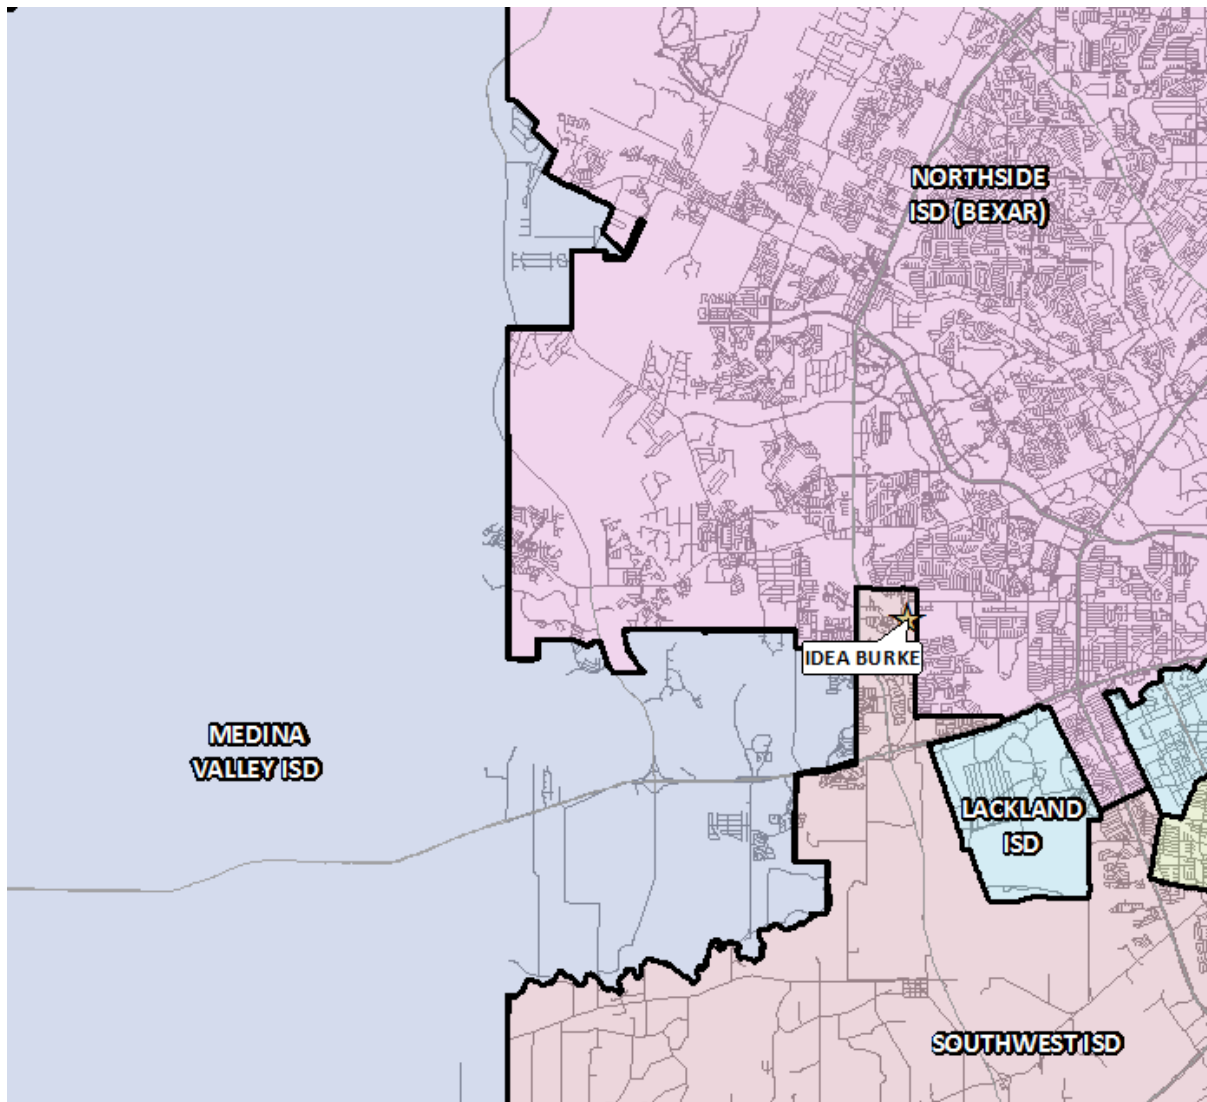 NORTHSIDE
ISD (BEXAR)
IDEA BURKE
MEDINA
VALLEY ISD
LACKLAND
ISD
SOUTHWEST ISD